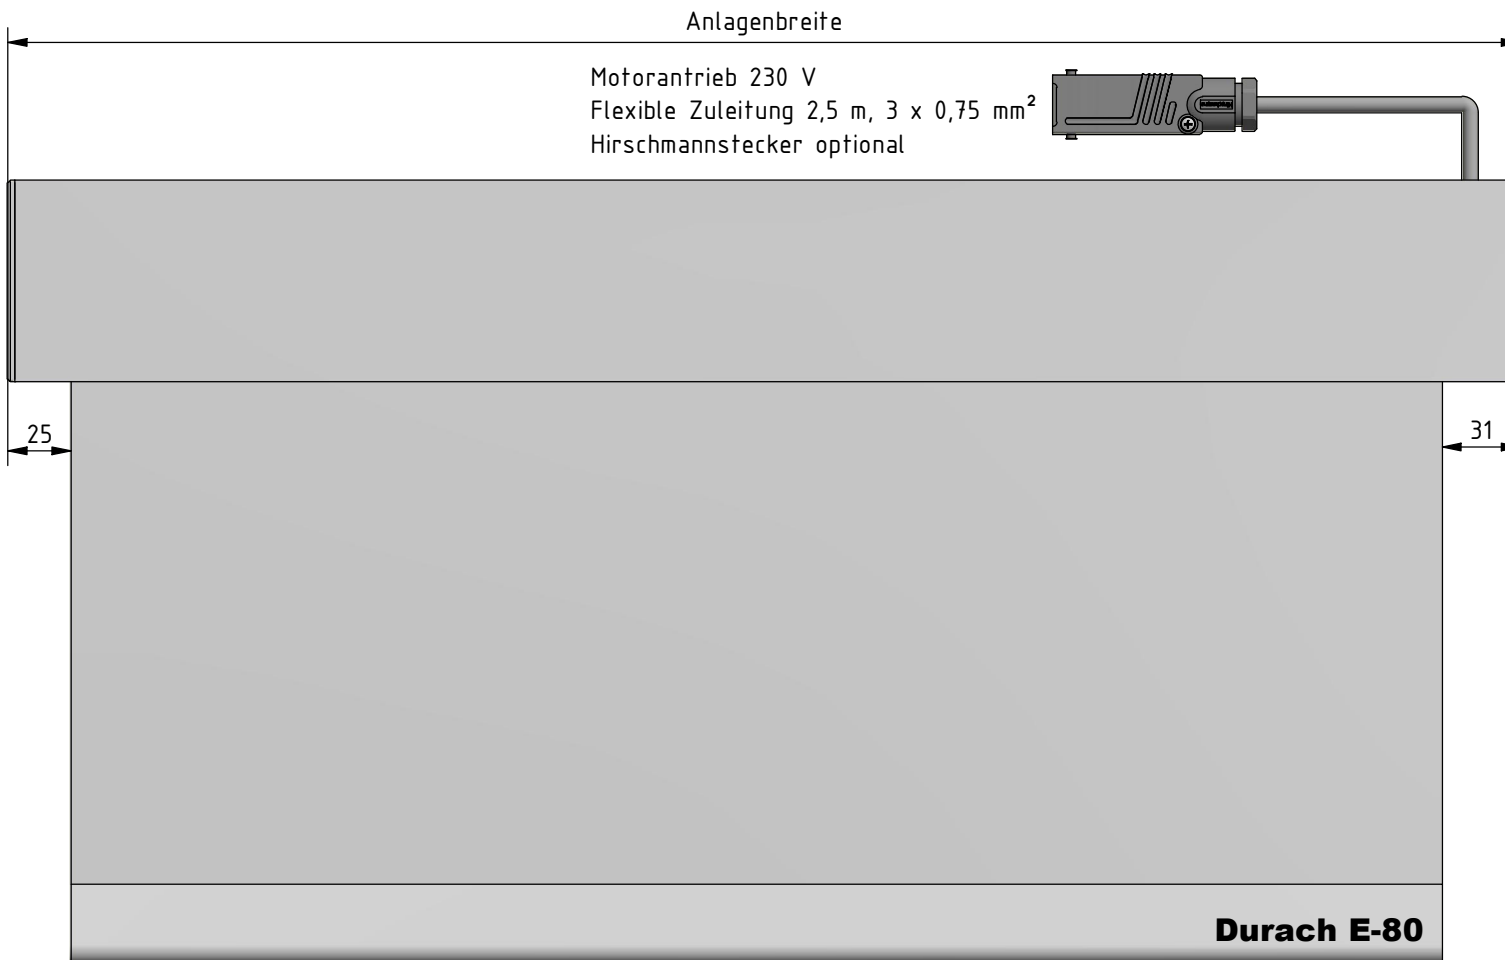 Anlagenbreite
Motorantrieb 230 V
Flexible Zuleitung 2,5 m, 3 x 0,75 mm²
Hirschmannstecker optional
25
31
Durach E-80